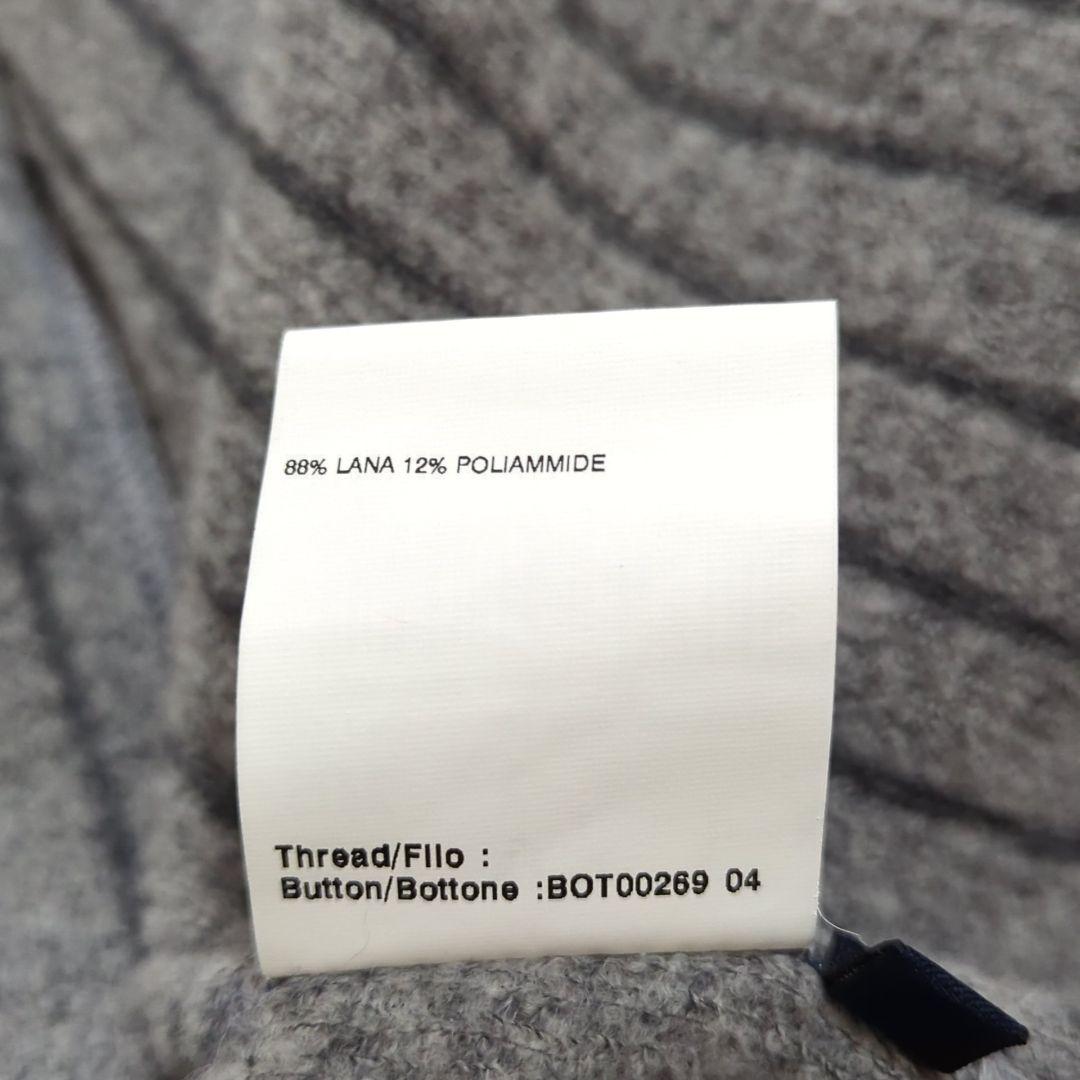 88% LANA 12% POLIAMMIDE
Thread/Filo :
Button/Bottone :BOT00269 04